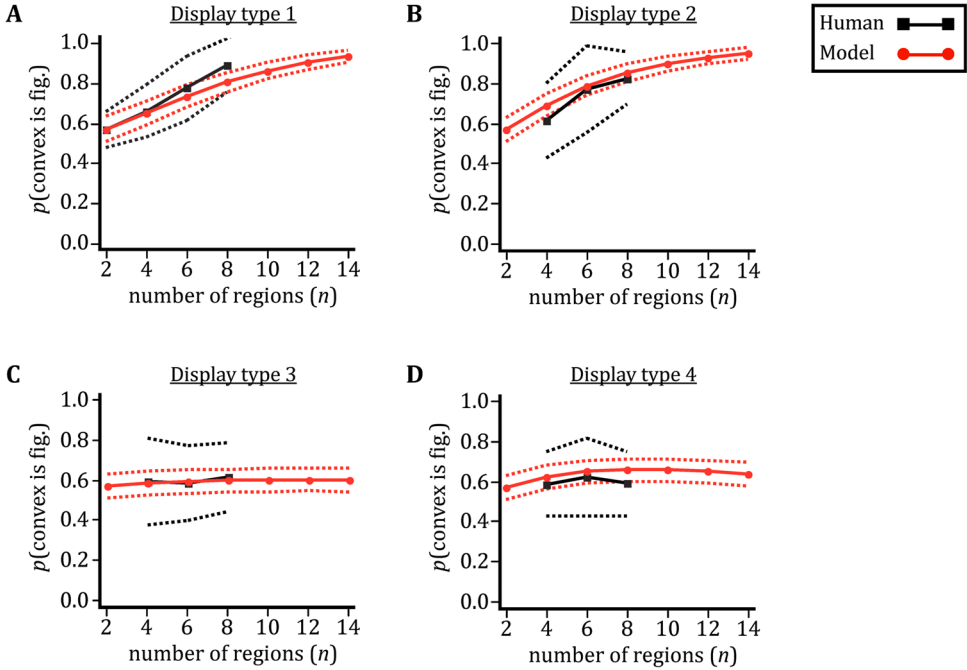 A
Display type 1
p(convex is fig.)
1.0
0.8
0.6
0.4
0.2
0.0
2 4 6 8 10 12 14
number of regions (n)
B
Display type 2
p(convex is fig.)
1.0
0.8
0.6
0.4
0.2
0.0
2 4 6 8 10 12 14
number of regions (n)
Human
Model
C
Display type 3
p(convex is fig.)
1.0
0.8
0.6
0.4
0.2
0.0
2 4 6 8 10 12 14
number of regions (n)
D
Display type 4
p(convex is fig.)
1.0
0.8
0.6
0.4
0.2
0.0
2 4 6 8 10 12 14
number of regions (n)